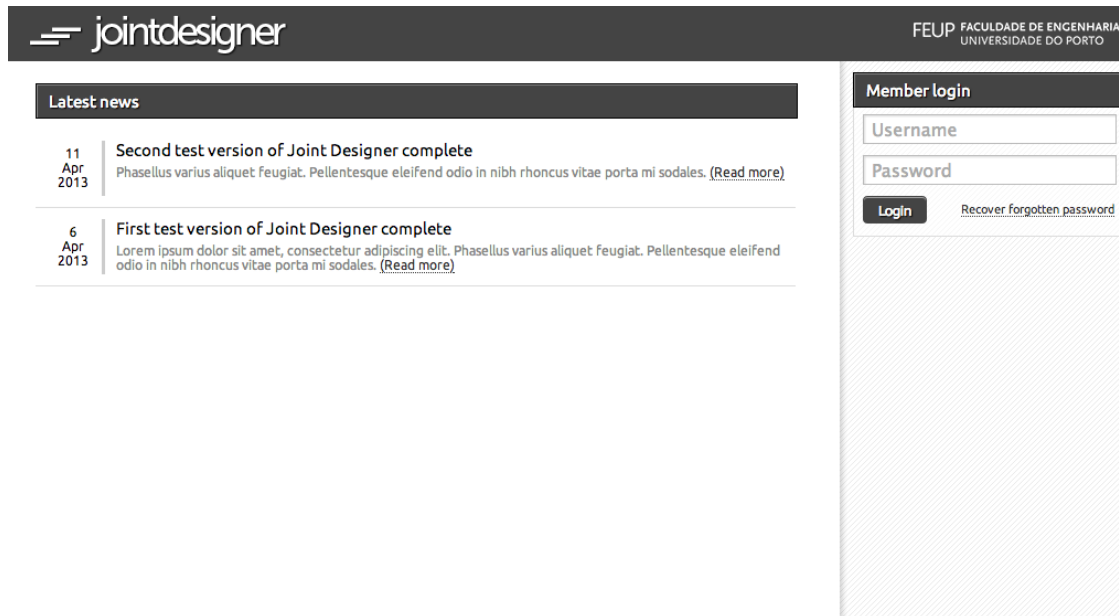 jointdesigner
FEUP FACULDADE DE ENGENHARIA
UNIVERSIDADE DO PORTO
Latest news
11
Apr
2013
Second test version of Joint Designer complete
Phasellus varius aliquet feugiat. Pellentesque eleifend odio in nibh rhoncus vitae porta mi sodales. (Read more)
6
Apr
2013
First test version of Joint Designer complete
Lorem ipsum dolor sit amet, consectetur adipiscing elit. Phasellus varius aliquet feugiat. Pellentesque eleifend
odio in nibh rhoncus vitae porta mi sodales. (Read more)
Member login
Username
Password
Login
Recover forgotten password